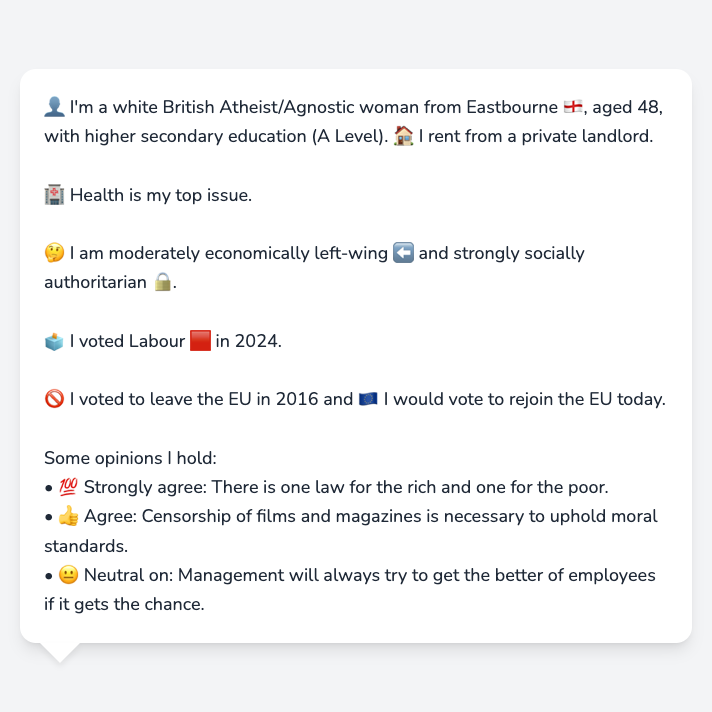 👤 I'm a white British Atheist/Agnostic woman from Eastbourne 🏴󠁧󠁢󠁥󠁮󠁧󠁿, aged 48,
with higher secondary education (A Level). 🏠 I rent from a private landlord.
🏥 Health is my top issue.
🤔 I am moderately economically left-wing ⬅️ and strongly socially
authoritarian 🔒.
🗳️ I voted Labour 🟥 in 2024.
🚫 I voted to leave the EU in 2016 and 🇪🇺 I would vote to rejoin the EU today.
Some opinions I hold:
• 💯 Strongly agree: There is one law for the rich and one for the poor.
• 👍 Agree: Censorship of films and magazines is necessary to uphold moral
standards.
• 😐 Neutral on: Management will always try to get the better of employees
if it gets the chance.